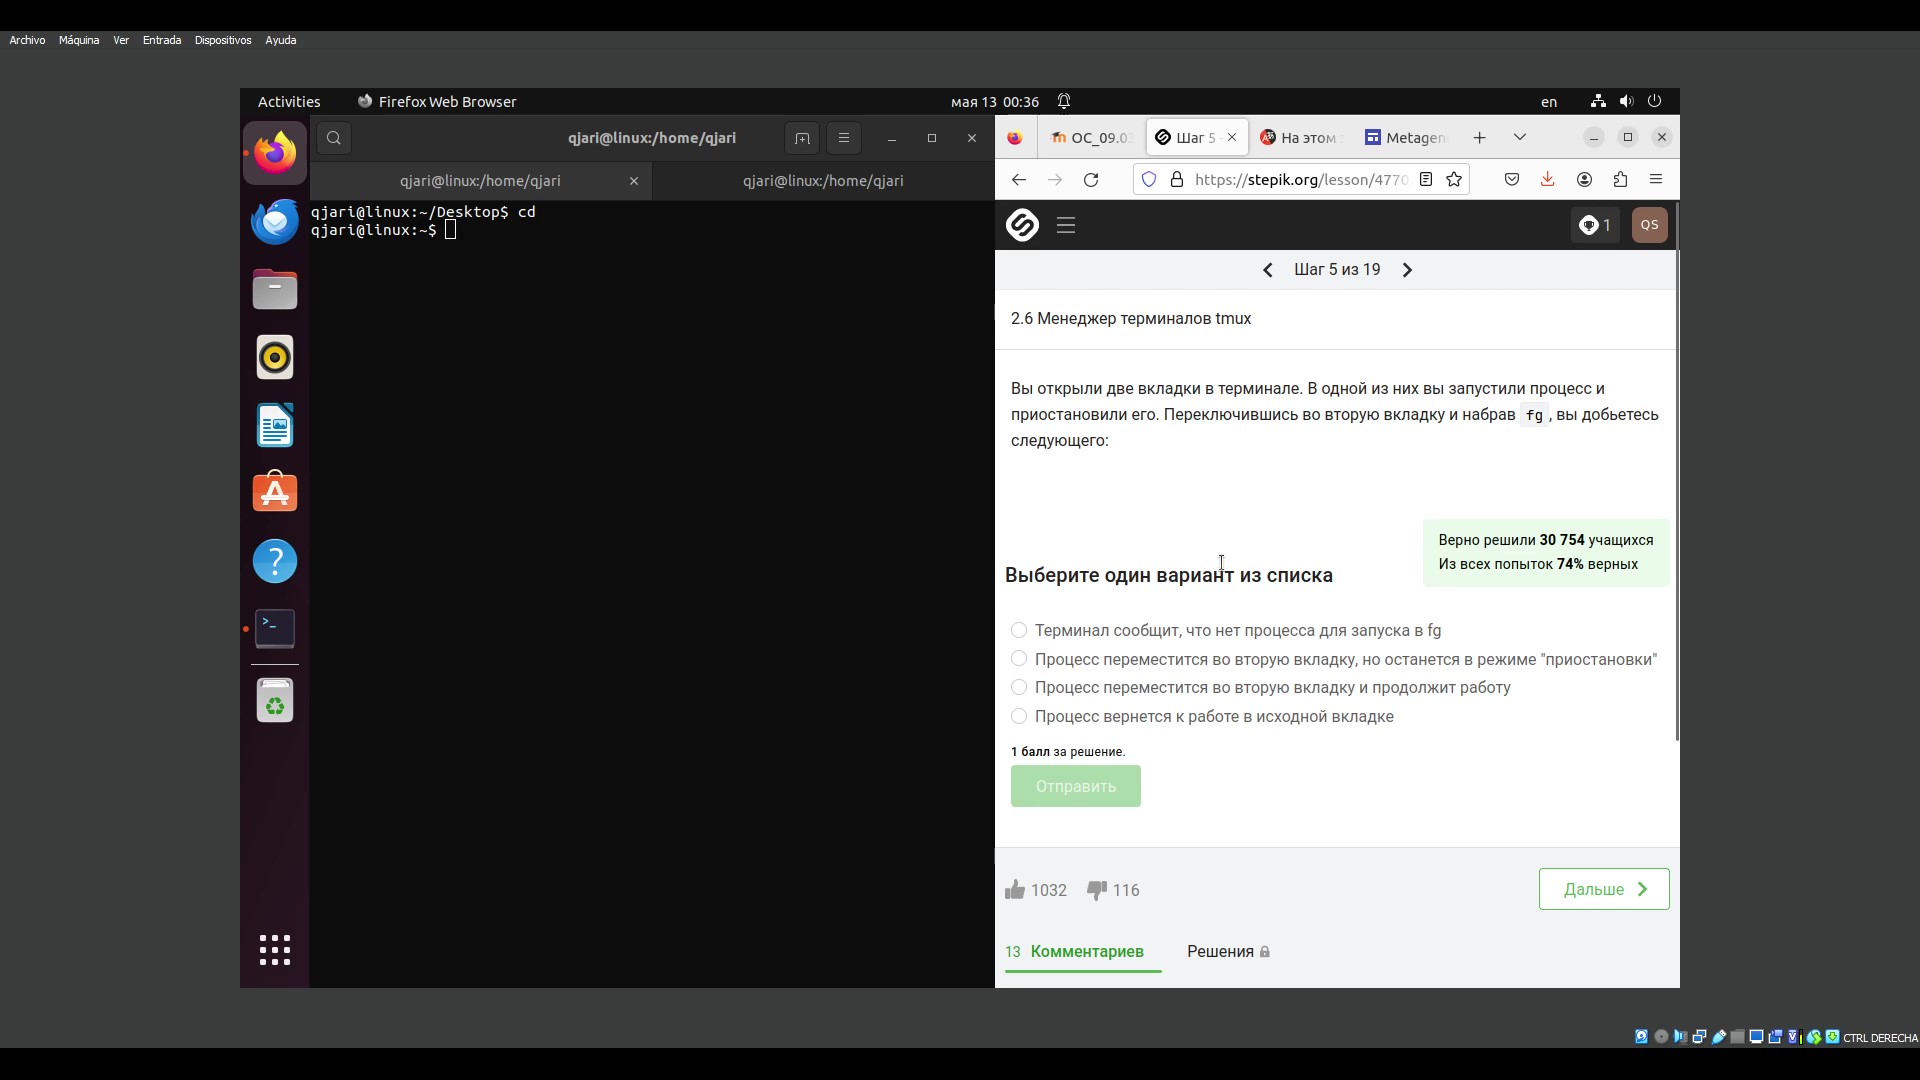 Archivo Máquina Ver Entrada Dispositivos Ayuda
Activities Firefox Web Browser мая 13 00:36 en
qjari@linux:/home/qjari
qjari@linux:/home/qjari qjari@linux:/home/qjari
qjari@linux:~/Desktop$ cd
qjari@linux:~$
ОС_09.0 Шаг 5 На этом Metagen
https://stepik.org/lesson/4770
1 QS
Шаг 5 из 19
2.6 Менеджер терминалов tmux
Вы открыли две вкладки в терминале. В одной из них вы запустили процесс и
приостановили его. Переключившись во вторую вкладку и набрав fg, вы добьетесь
следующего:
Верно решили 30 754 учащихся
Из всех попыток 74% верных
Выберите один вариант из списка
Терминал сообщит, что нет процесса для запуска в fg
Процесс переместится во вторую вкладку, но останется в режиме "приостановки"
Процесс переместится во вторую вкладку и продолжит работу
Процесс вернется к работе в исходной вкладке
1 балл за решение.
Отправить
1032 116
Дальше
13 Комментариев Решения
CTRL DERECHA